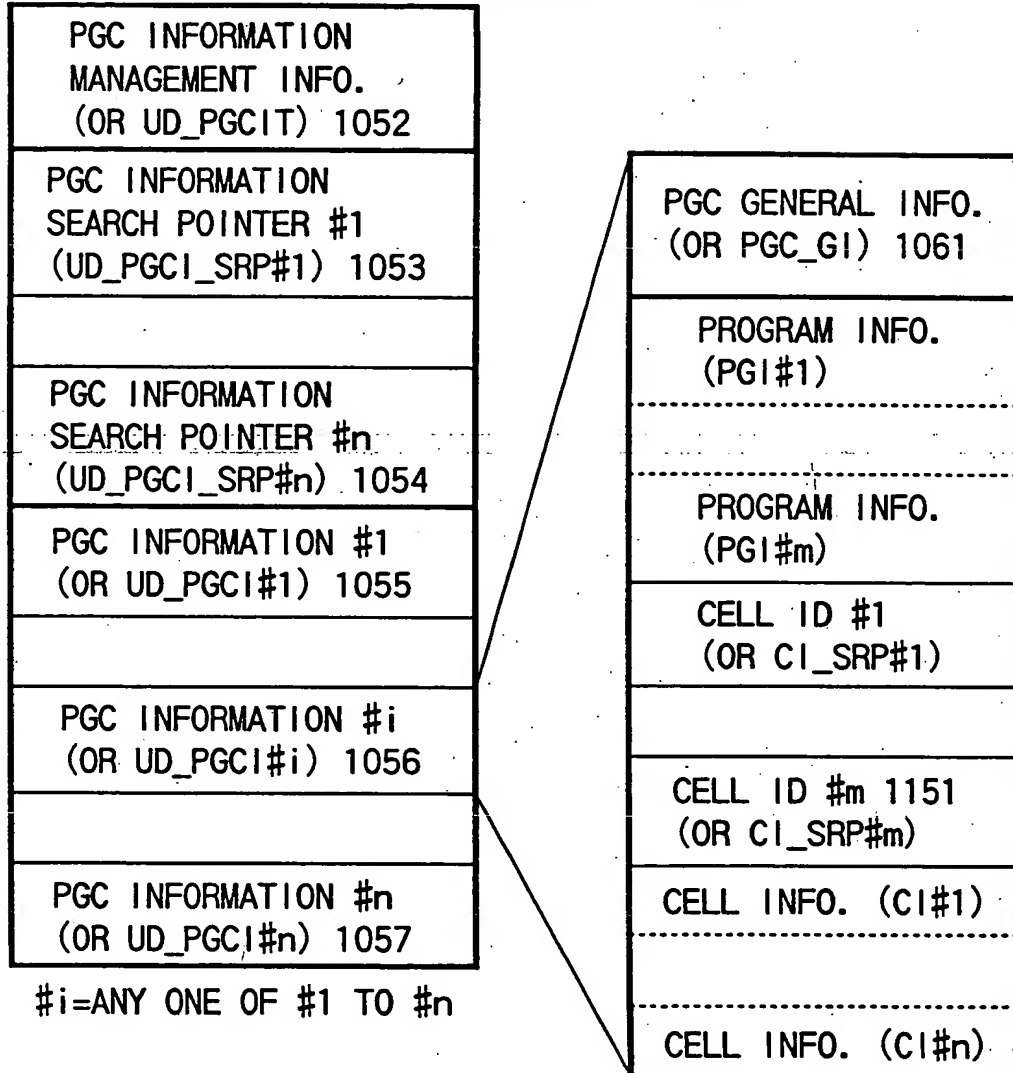 PGC INFORMATION
MANAGEMENT INFO.
(OR UD_PGCIT) 1052
PGC INFORMATION
SEARCH POINTER #1
(UD_PGCI_SRP#1) 1053
PGC INFORMATION
SEARCH POINTER #n
(UD_PGCI_SRP#n) 1054
PGC INFORMATION #1
(OR UD_PGCI#1) 1055
PGC INFORMATION #i
(OR UD_PGCI#i) 1056
PGC INFORMATION #n
(OR UD_PGCI#n) 1057
#i=ANY ONE OF #1 TO #n
PGC GENERAL INFO.
(OR PGC_GI) 1061
PROGRAM INFO.
(PGI#1)
PROGRAM INFO.
(PGI#m)
CELL ID #1
(OR CI_SRP#1)
CELL ID #m 1151
(OR CI_SRP#m)
CELL INFO. (CI#1)
CELL INFO. (CI#n)